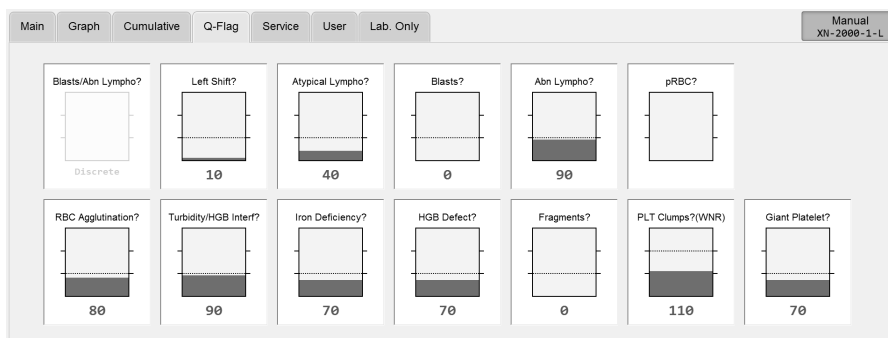 Main Graph Cumulative Q-Flag Service User Lab. Only
Manual
XN-2000-1-L
Blasts/Abn Lympho? Left Shift? Atypical Lympho? Blasts? Abn Lympho? pRBC?
Discrete 10 40 0 90
RBC Agglutination? Turbidity/HGB Interf? Iron Deficiency? HGB Defect? Fragments? PLT Clumps?(WNR) Giant Platelet?
80 90 70 70 0 110 70